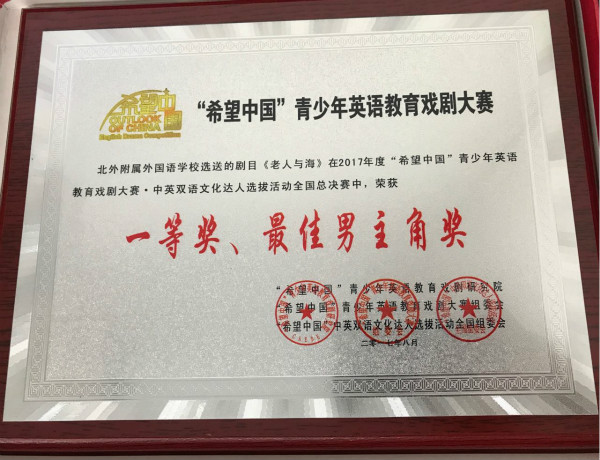 希望中国
OUTLOOK
OF CHINA
English Drama Competition
“希望中国”青少年英语教育戏剧大赛
北外附属外国语学校选送的剧目《老人与海》在2017年度“希望中国”青少年英语
教育戏剧大赛·中英双语文化达人选拔活动全国总决赛中，荣获
一等奖、最佳男主角奖
“希望中国”青少年英语教育戏剧研究院
“希望中国”青少年英语教育戏剧大赛组委会
“希望中国”中英双语文化达人选拔活动全国组委会
二〇一七年八月